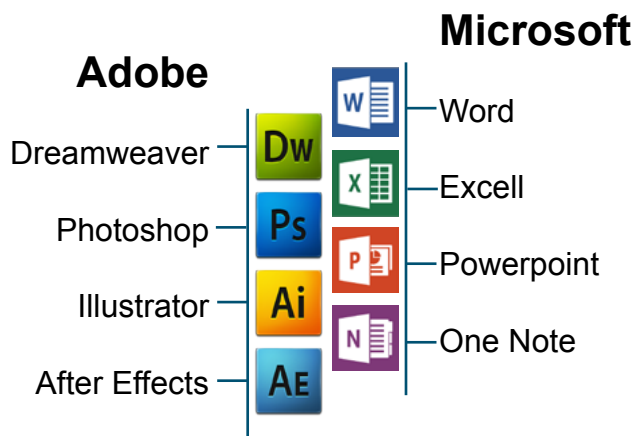 Microsoft
Adobe
W
Word
Dreamweaver
Dw
X
Excell
Photoshop
Ps
P
Powerpoint
Illustrator
Ai
N
One Note
After Effects
AE